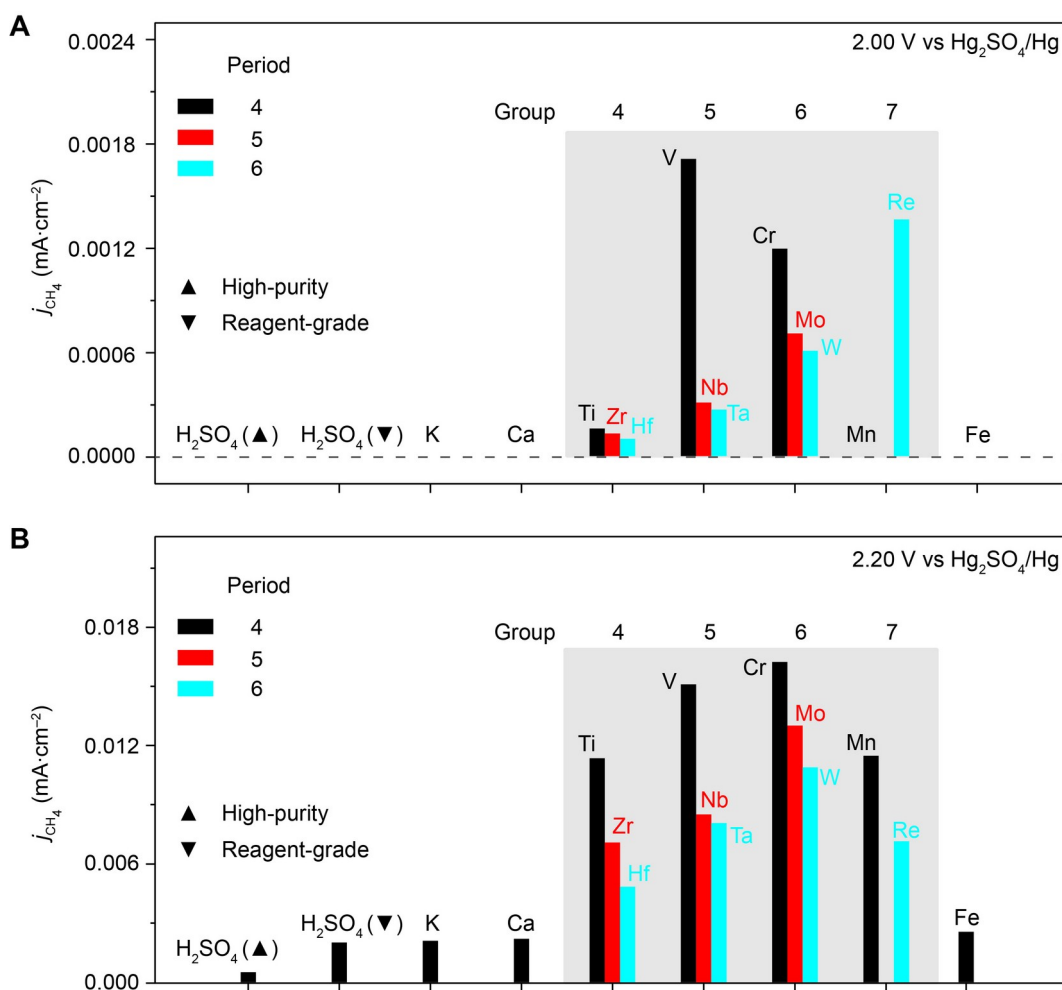 A
2.00 V vs Hg₂SO₄/Hg
Period
4
5
6
Group 4 5 6 7
▲ High-purity
▼ Reagent-grade
j_CH₄ (mA·cm⁻²)
0.0024
0.0018
0.0012
0.0006
0.0000
H₂SO₄(▲) H₂SO₄(▼) K Ca Ti Zr Hf V Nb Ta Cr Mo W Mn Re Fe
B
2.20 V vs Hg₂SO₄/Hg
Period
4
5
6
Group 4 5 6 7
▲ High-purity
▼ Reagent-grade
j_CH₄ (mA·cm⁻²)
0.018
0.012
0.006
0.000
H₂SO₄(▲) H₂SO₄(▼) K Ca Ti Zr Hf V Nb Ta Cr Mo W Mn Re Fe